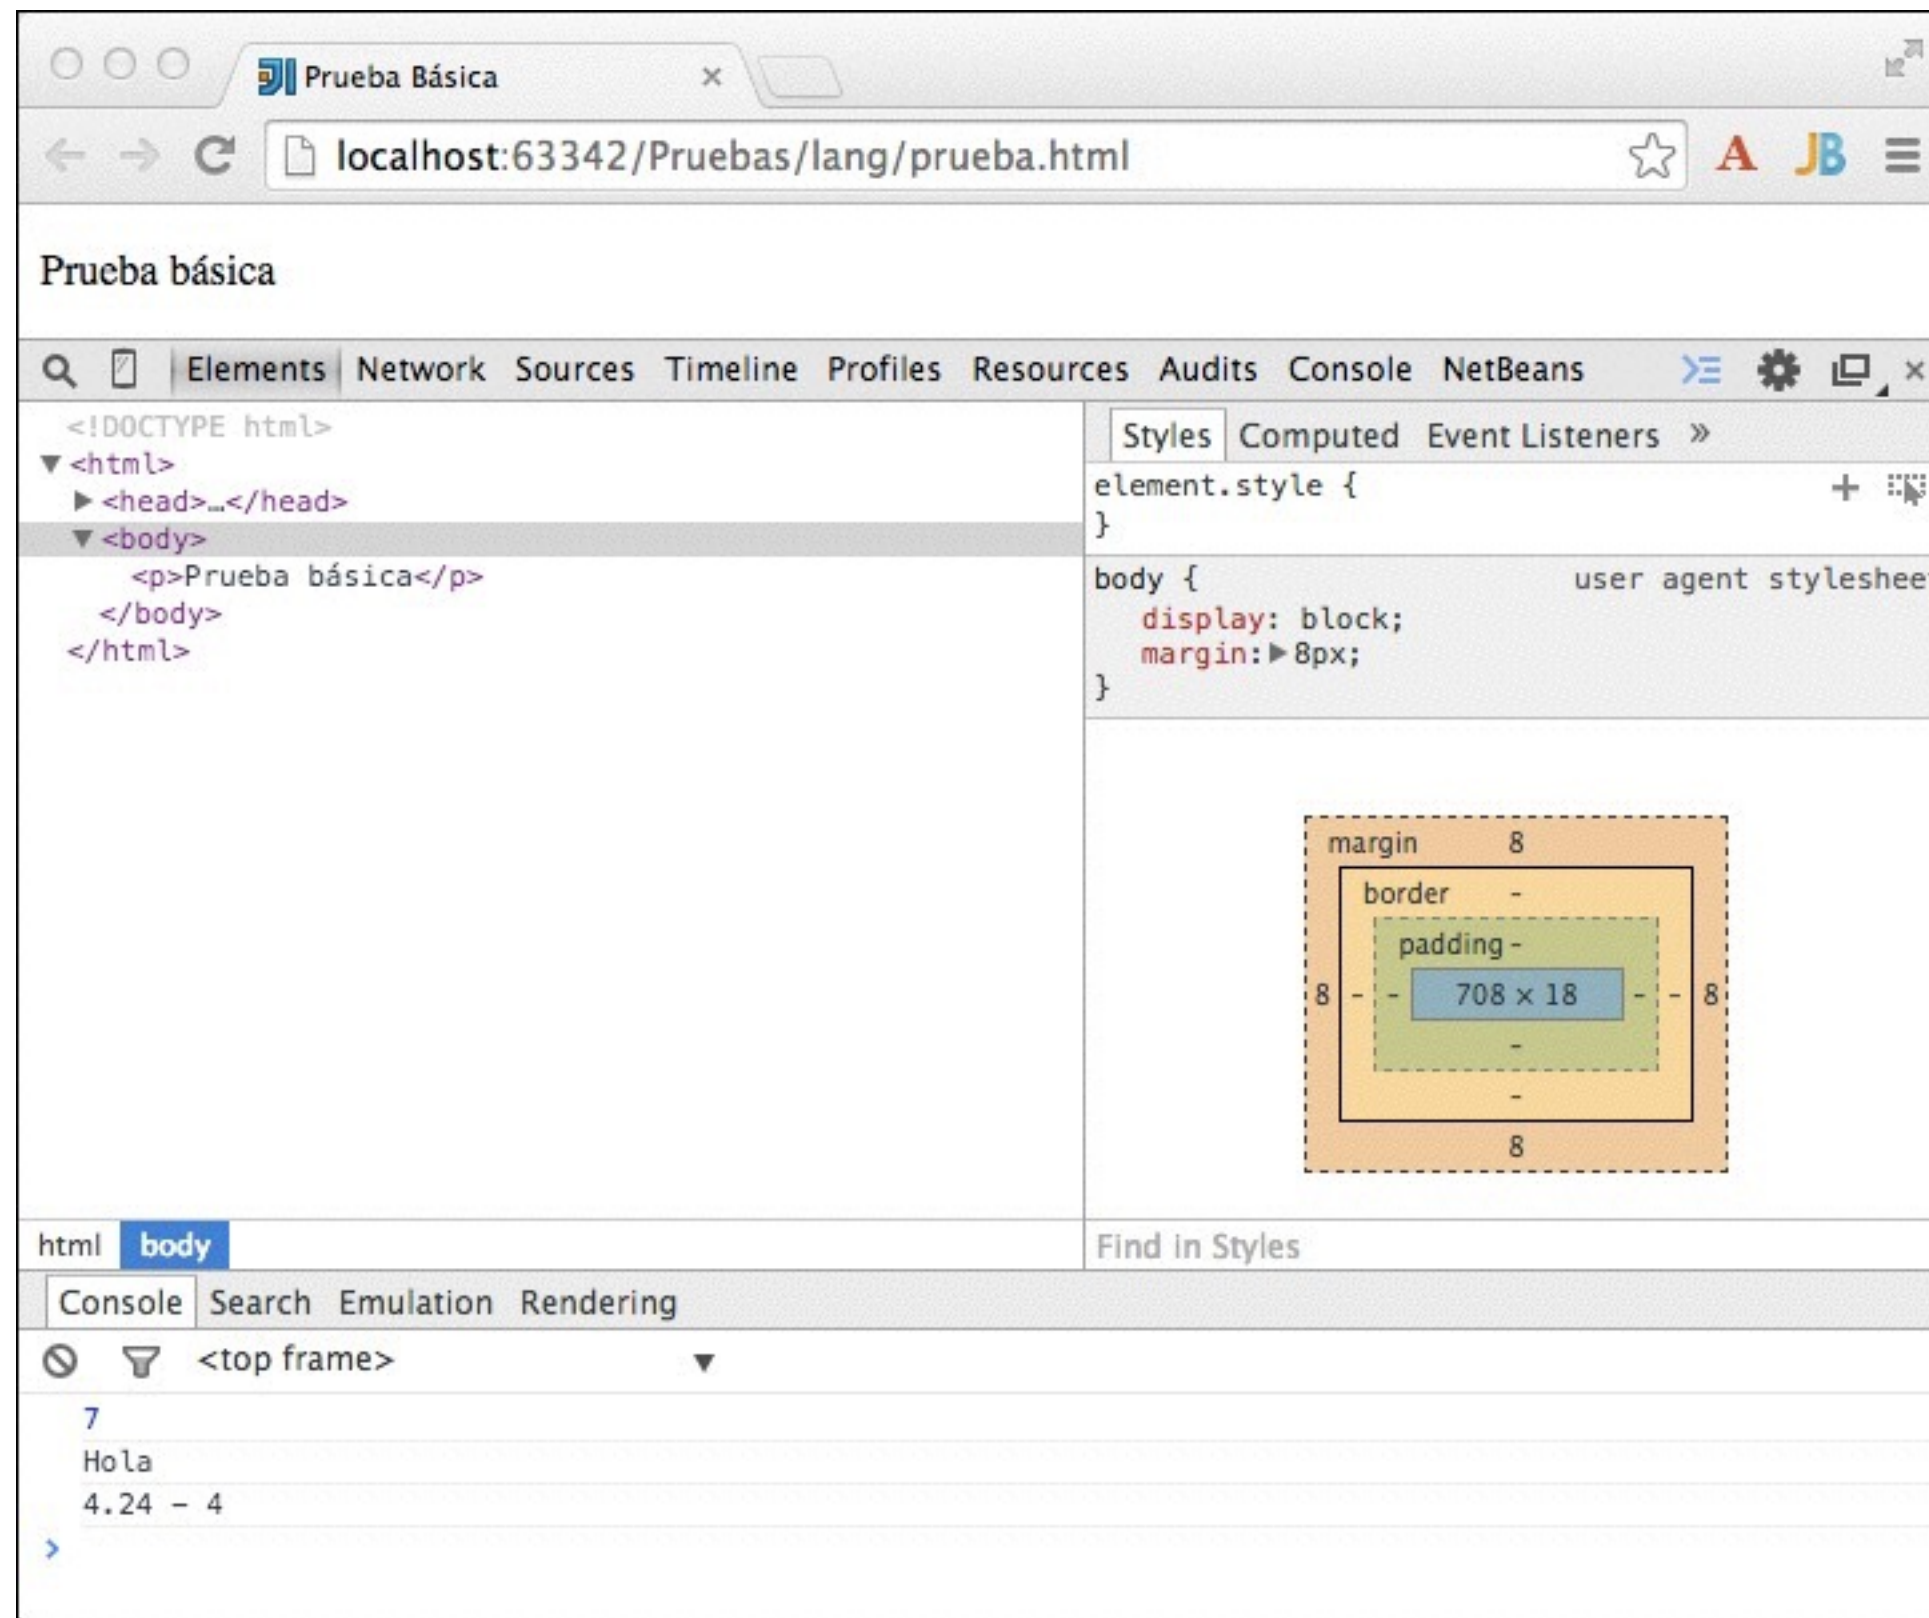 Prueba Básica ×
localhost:63342/Pruebas/lang/prueba.html A JB
Prueba básica
Elements Network Sources Timeline Profiles Resources Audits Console NetBeans ×
<!DOCTYPE html>
▼<html>
▶<head>…</head>
▼<body>
<p>Prueba básica</p>
</body>
</html>
Styles Computed Event Listeners »
element.style { +
}
body { user agent styleshee
display: block;
margin:▶8px;
}
margin 8
border -
padding -
8 - - 708 × 18 - - 8
-
-
8
html body
Find in Styles
Console Search Emulation Rendering
<top frame> ▼
7
Hola
4.24 - 4
>